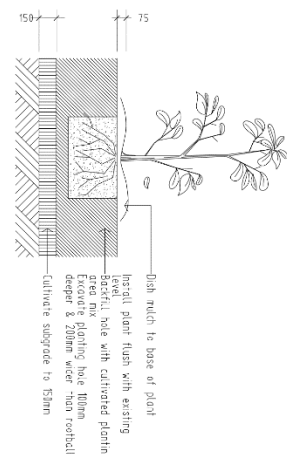 150
75
Dish mulch to base of plant
Install plant flush with existing
level
Backfill hole with cultivated plantin
area mix
Excavate planting hole 100mm
deeper & 200mm wider than rootball
Cultivate subgrade to 150mm